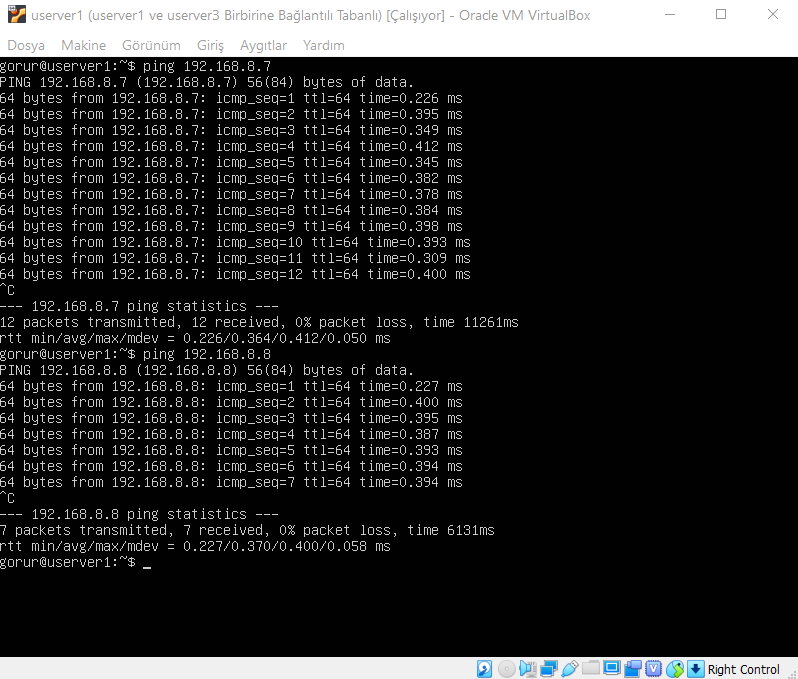 userver1 (userver1 ve userver3 Birbirine Bağlantılı Tabanlı) [Çalışıyor] - Oracle VM VirtualBox
Dosya Makine Görünüm Giriş Aygıtlar Yardım
gorur@userver1:~$ ping 192.168.8.7
PING 192.168.8.7 (192.168.8.7) 56(84) bytes of data.
64 bytes from 192.168.8.7: icmp_seq=1 ttl=64 time=0.226 ms
64 bytes from 192.168.8.7: icmp_seq=2 ttl=64 time=0.395 ms
64 bytes from 192.168.8.7: icmp_seq=3 ttl=64 time=0.349 ms
64 bytes from 192.168.8.7: icmp_seq=4 ttl=64 time=0.412 ms
64 bytes from 192.168.8.7: icmp_seq=5 ttl=64 time=0.345 ms
64 bytes from 192.168.8.7: icmp_seq=6 ttl=64 time=0.382 ms
64 bytes from 192.168.8.7: icmp_seq=7 ttl=64 time=0.378 ms
64 bytes from 192.168.8.7: icmp_seq=8 ttl=64 time=0.384 ms
64 bytes from 192.168.8.7: icmp_seq=9 ttl=64 time=0.398 ms
64 bytes from 192.168.8.7: icmp_seq=10 ttl=64 time=0.393 ms
64 bytes from 192.168.8.7: icmp_seq=11 ttl=64 time=0.309 ms
64 bytes from 192.168.8.7: icmp_seq=12 ttl=64 time=0.400 ms
^C
--- 192.168.8.7 ping statistics ---
12 packets transmitted, 12 received, 0% packet loss, time 11261ms
rtt min/avg/max/mdev = 0.226/0.364/0.412/0.050 ms
gorur@userver1:~$ ping 192.168.8.8
PING 192.168.8.8 (192.168.8.8) 56(84) bytes of data.
64 bytes from 192.168.8.8: icmp_seq=1 ttl=64 time=0.227 ms
64 bytes from 192.168.8.8: icmp_seq=2 ttl=64 time=0.400 ms
64 bytes from 192.168.8.8: icmp_seq=3 ttl=64 time=0.395 ms
64 bytes from 192.168.8.8: icmp_seq=4 ttl=64 time=0.387 ms
64 bytes from 192.168.8.8: icmp_seq=5 ttl=64 time=0.393 ms
64 bytes from 192.168.8.8: icmp_seq=6 ttl=64 time=0.394 ms
64 bytes from 192.168.8.8: icmp_seq=7 ttl=64 time=0.394 ms
^C
--- 192.168.8.8 ping statistics ---
7 packets transmitted, 7 received, 0% packet loss, time 6131ms
rtt min/avg/max/mdev = 0.227/0.370/0.400/0.058 ms
gorur@userver1:~$ _
Right Control